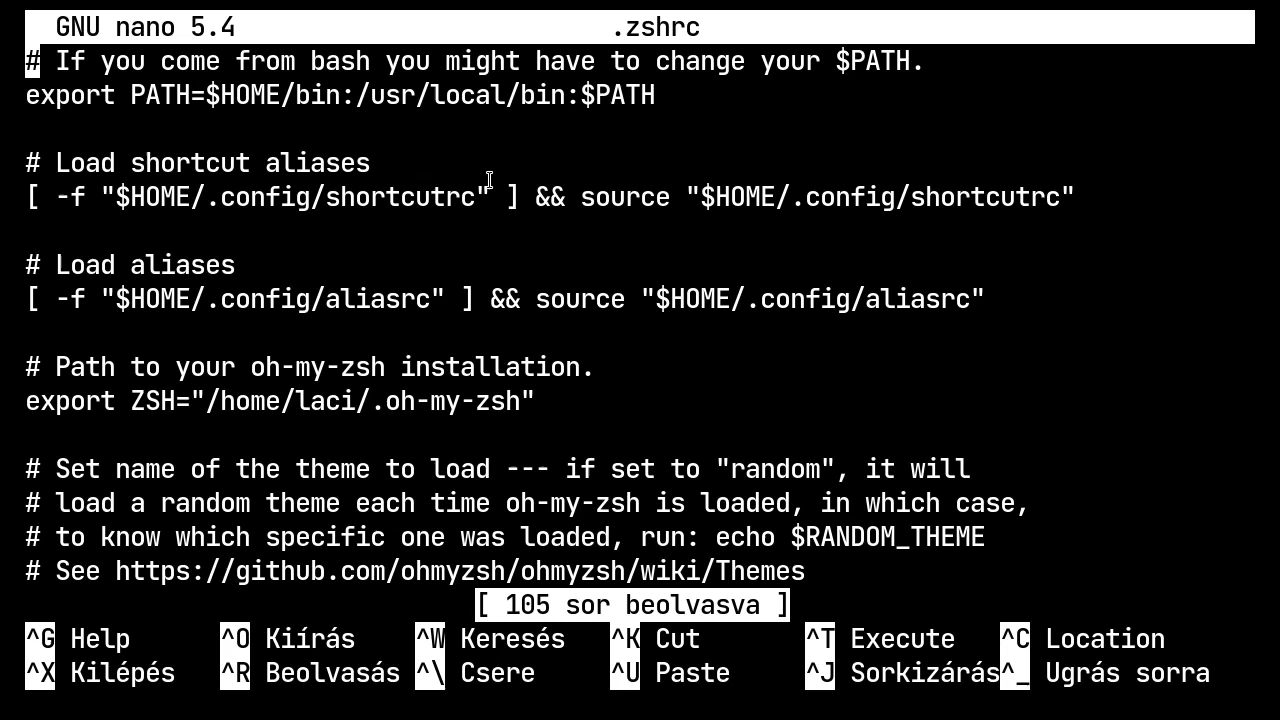 GNU nano 5.4 .zshrc
# If you come from bash you might have to change your $PATH.
export PATH=$HOME/bin:/usr/local/bin:$PATH
# Load shortcut aliases
[ -f "$HOME/.config/shortcutrc" ] && source "$HOME/.config/shortcutrc"
# Load aliases
[ -f "$HOME/.config/aliasrc" ] && source "$HOME/.config/aliasrc"
# Path to your oh-my-zsh installation.
export ZSH="/home/laci/.oh-my-zsh"
# Set name of the theme to load --- if set to "random", it will
# load a random theme each time oh-my-zsh is loaded, in which case,
# to know which specific one was loaded, run: echo $RANDOM_THEME
# See https://github.com/ohmyzsh/ohmyzsh/wiki/Themes
[ 105 sor beolvasva ]
^G Help ^O Kiírás ^W Keresés ^K Cut ^T Execute ^C Location
^X Kilépés ^R Beolvasás ^\ Csere ^U Paste ^J Sorkizárás ^_ Ugrás sorra